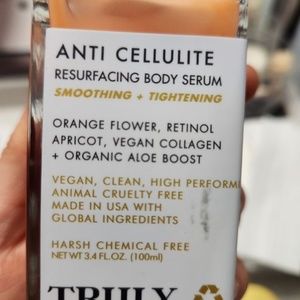 ANTI CELLULITE
RESURFACING BODY SERUM
SMOOTHING + TIGHTENING
ORANGE FLOWER, RETINOL
APRICOT, VEGAN COLLAGEN
+ ORGANIC ALOE BOOST
VEGAN, CLEAN, HIGH PERFORM
ANIMAL CRUELTY FREE
MADE IN USA WITH
GLOBAL INGREDIENTS
HARSH CHEMICAL FREE
NET WT 3.4 FL.OZ. (100ml)
TRULY